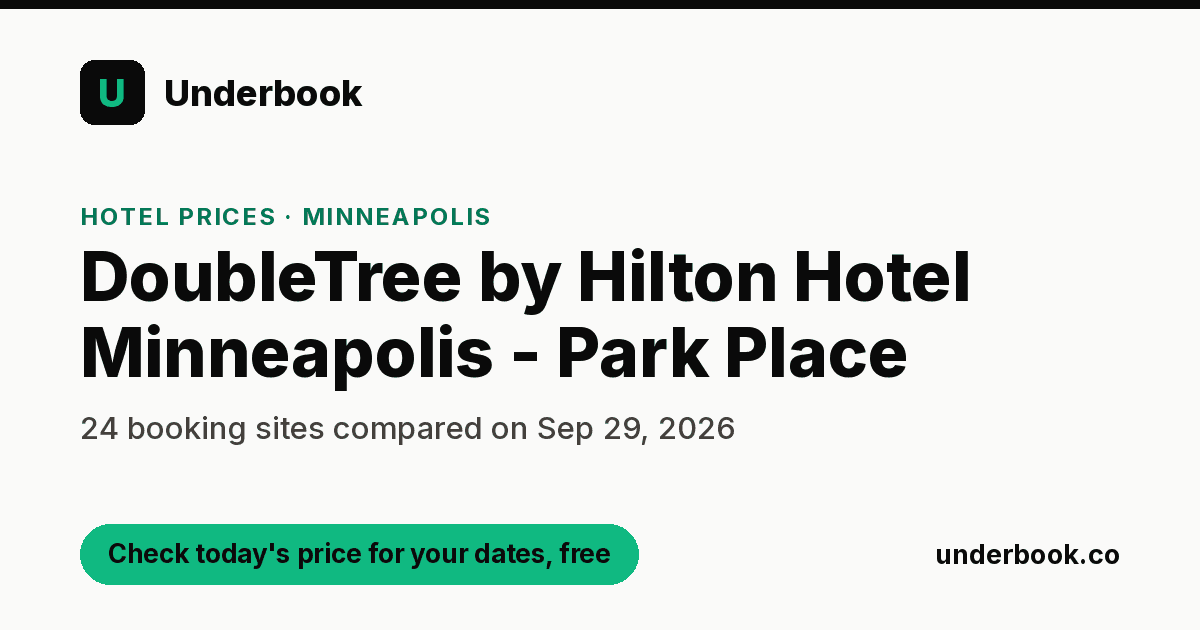 U
Underbook
HOTEL PRICES · MINNEAPOLIS
DoubleTree by Hilton Hotel
Minneapolis - Park Place
24 booking sites compared on Sep 29, 2026
Check today's price for your dates, free
underbook.co